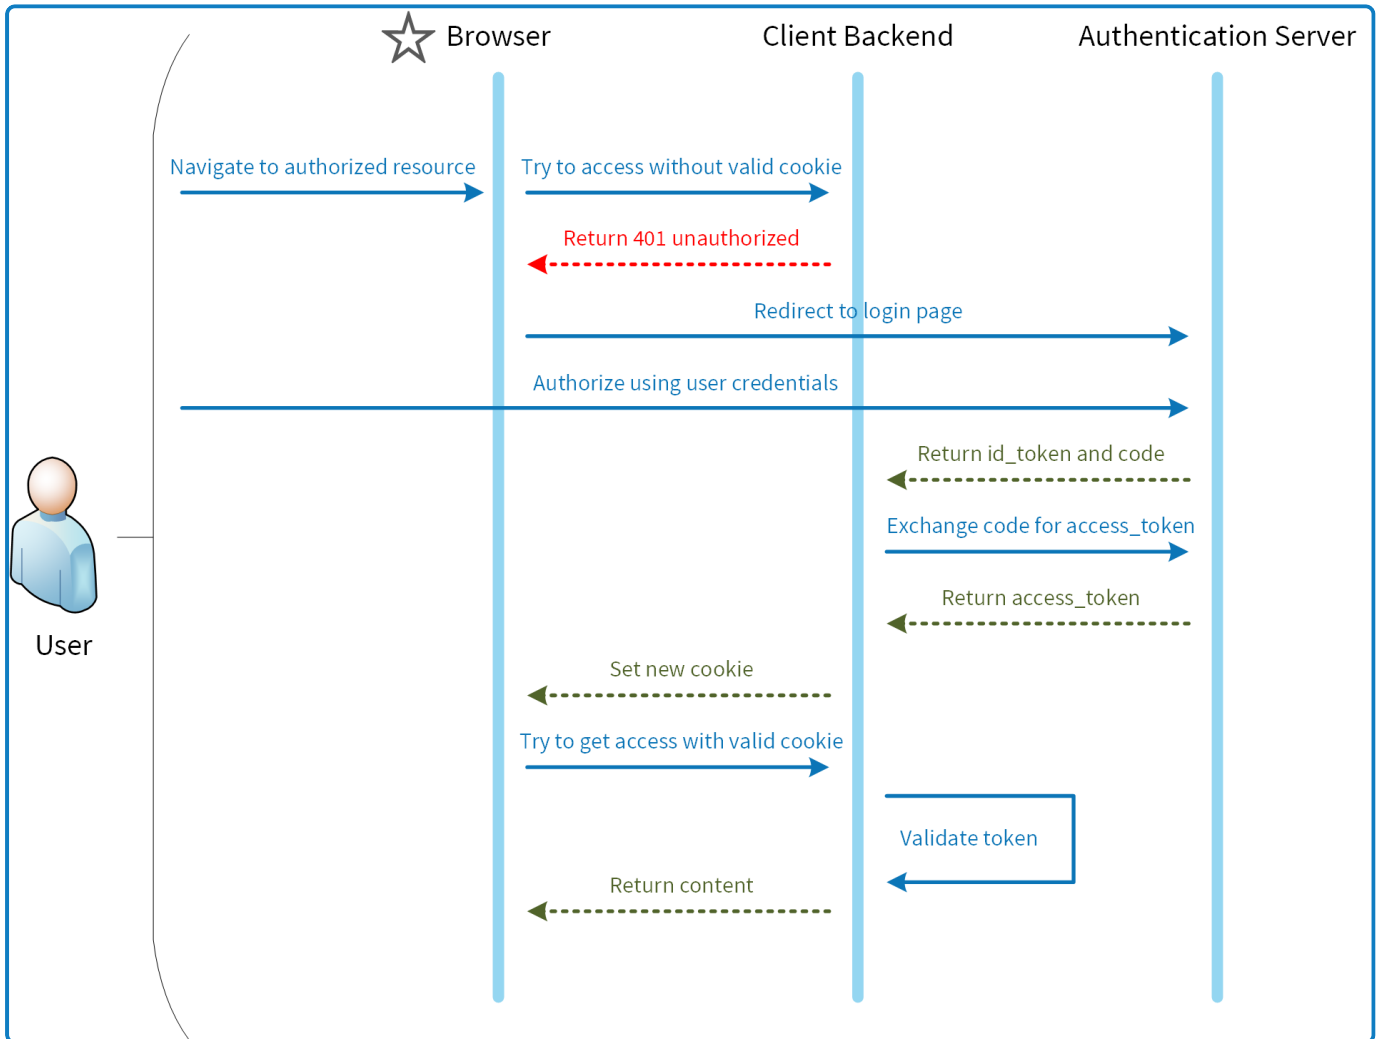 Browser
Client Backend
Authentication Server
Navigate to authorized resource
Try to access without valid cookie
Return 401 unauthorized
Redirect to login page
Authorize using user credentials
Return id_token and code
Exchange code for access_token
Return access_token
User
Set new cookie
Try to get access with valid cookie
Validate token
Return content